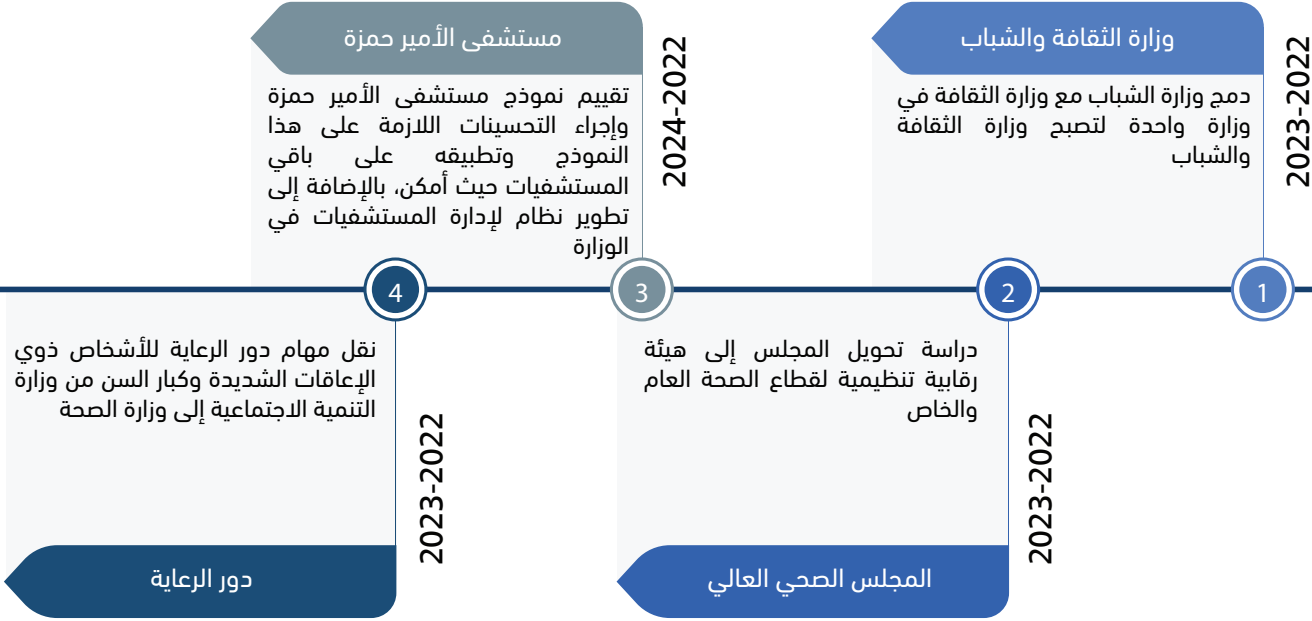 وزارة الثقافة والشباب
2023-2022
دمج وزارة الشباب مع وزارة الثقافة في
وزارة واحدة لتصبح وزارة الثقافة
والشباب
1
2
دراسة تحويل المجلس إلى هيئة
رقابية تنظيمية لقطاع الصحة العام
والخاص
2023-2022
المجلس الصحي العالي
مستشفى الأمير حمزة
2024-2022
تقييم نموذج مستشفى الأمير حمزة
وإجراء التحسينات اللازمة على هذا
النموذج وتطبيقه على باقي
المستشفيات حيث أمكن، بالإضافة إلى
تطوير نظام لإدارة المستشفيات في
الوزارة
3
4
نقل مهام دور الرعاية للأشخاص ذوي
الإعاقات الشديدة وكبار السن من وزارة
التنمية الاجتماعية إلى وزارة الصحة
2023-2022
دور الرعاية